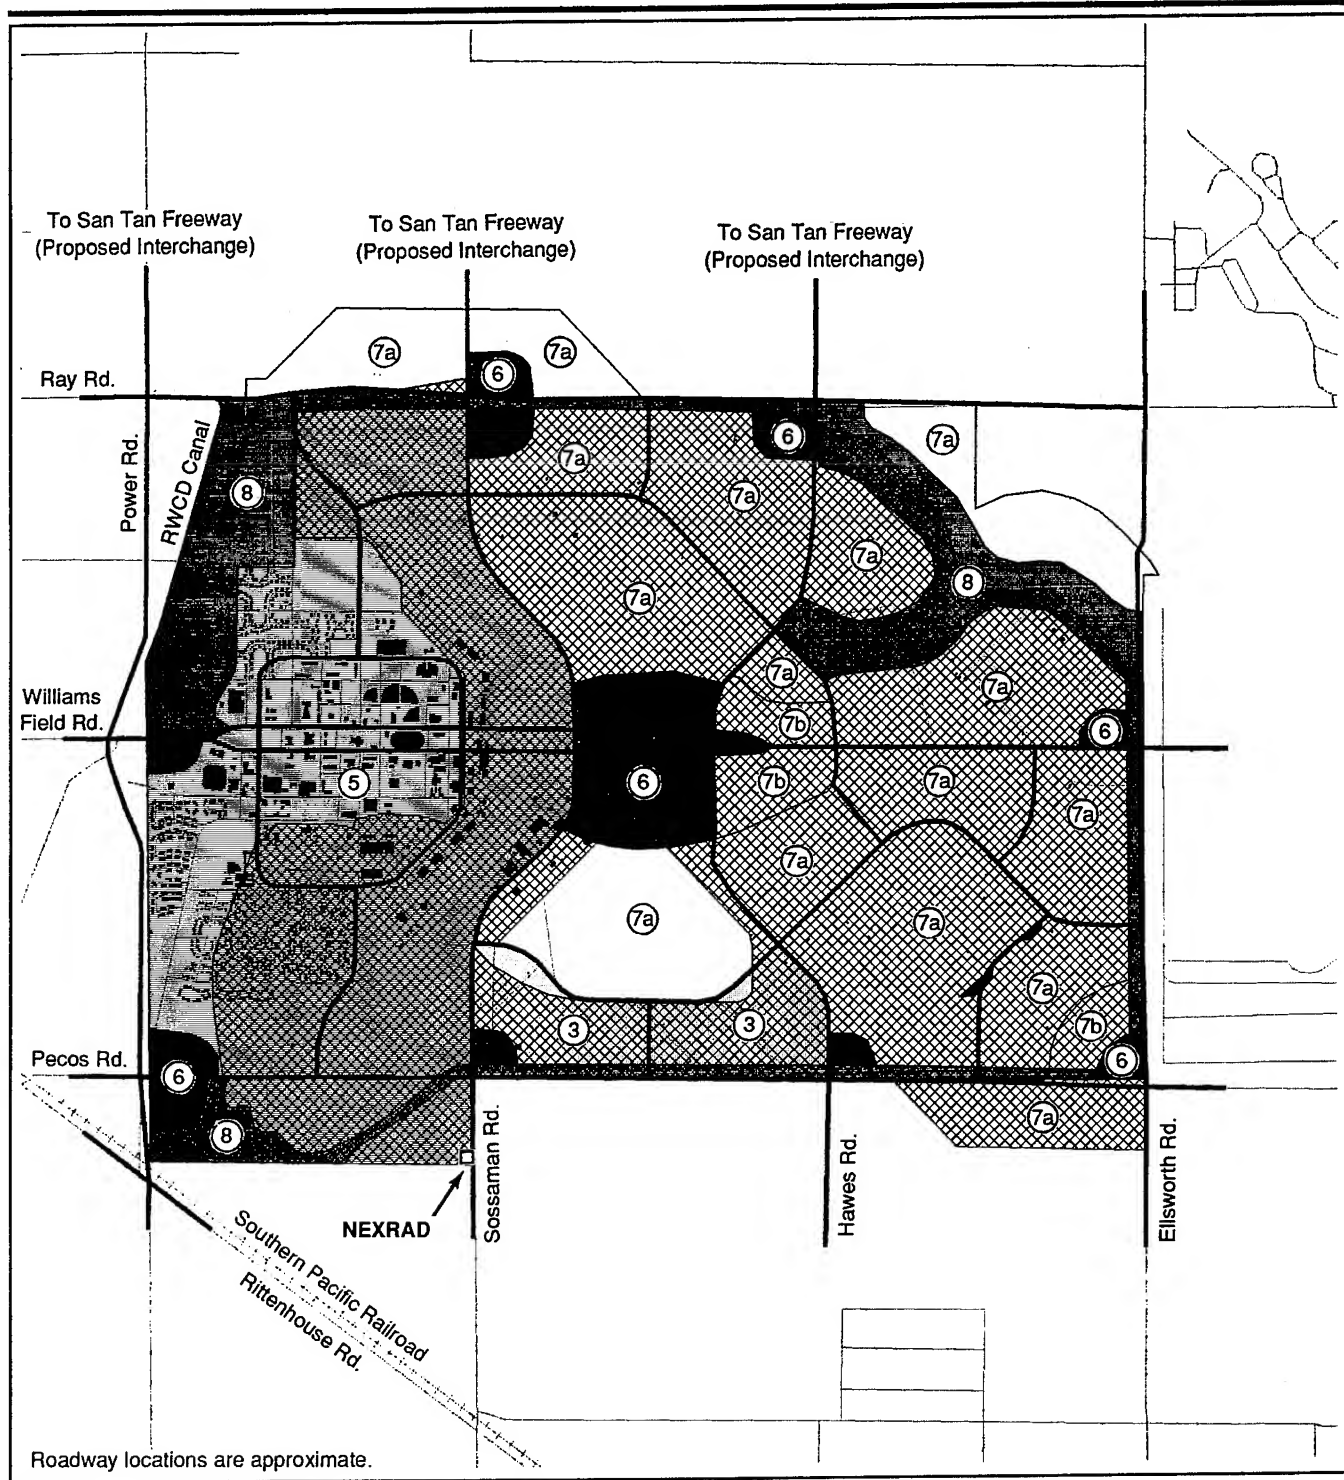 To San Tan Freeway
(Proposed Interchange)
To San Tan Freeway
(Proposed Interchange)
To San Tan Freeway
(Proposed Interchange)
7a
7a
6
Ray Rd.
6
7a
7a
7a
Power Rd.
RWCD Canal
8
7a
7a
8
7a
7a
7a
Williams
Field Rd.
7b
6
5
6
7b
7a
7a
7a
7a
7a
7a
3
3
7b
Pecos Rd.
6
6
8
7a
Sossaman Rd.
Hawes Rd.
Ellsworth Rd.
NEXRAD
Southern Pacific Railroad
Rittenhouse Rd.
Roadway locations are approximate.